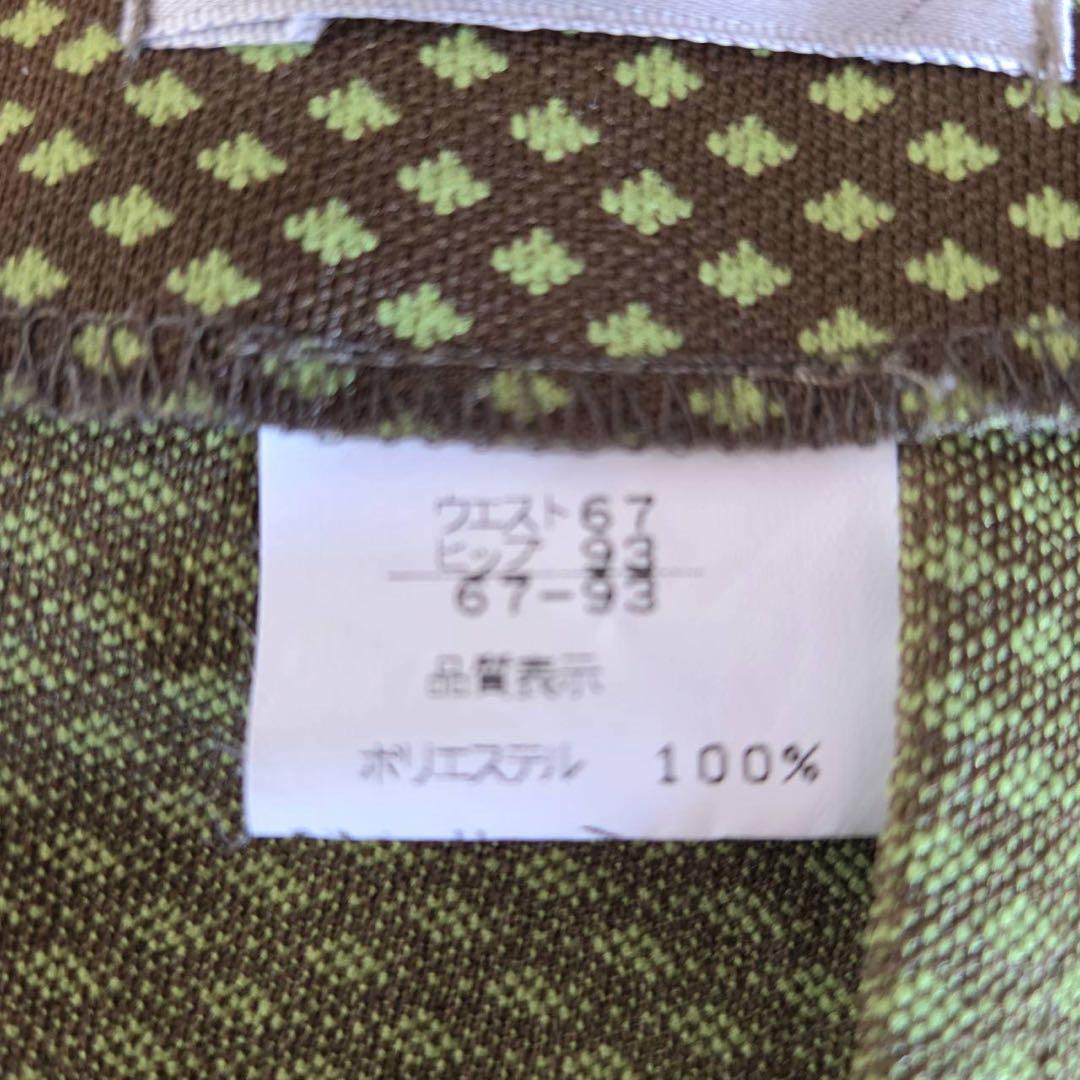 ウエスト67
ヒップ 93
67-93
品質表示
ポリエステル 100%